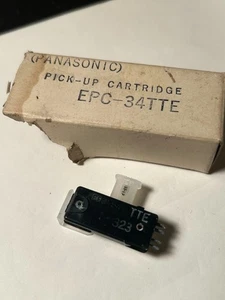 (PANASONIC)
PICK-UP CARTRIDGE
EPC-34TTE
TTE
323